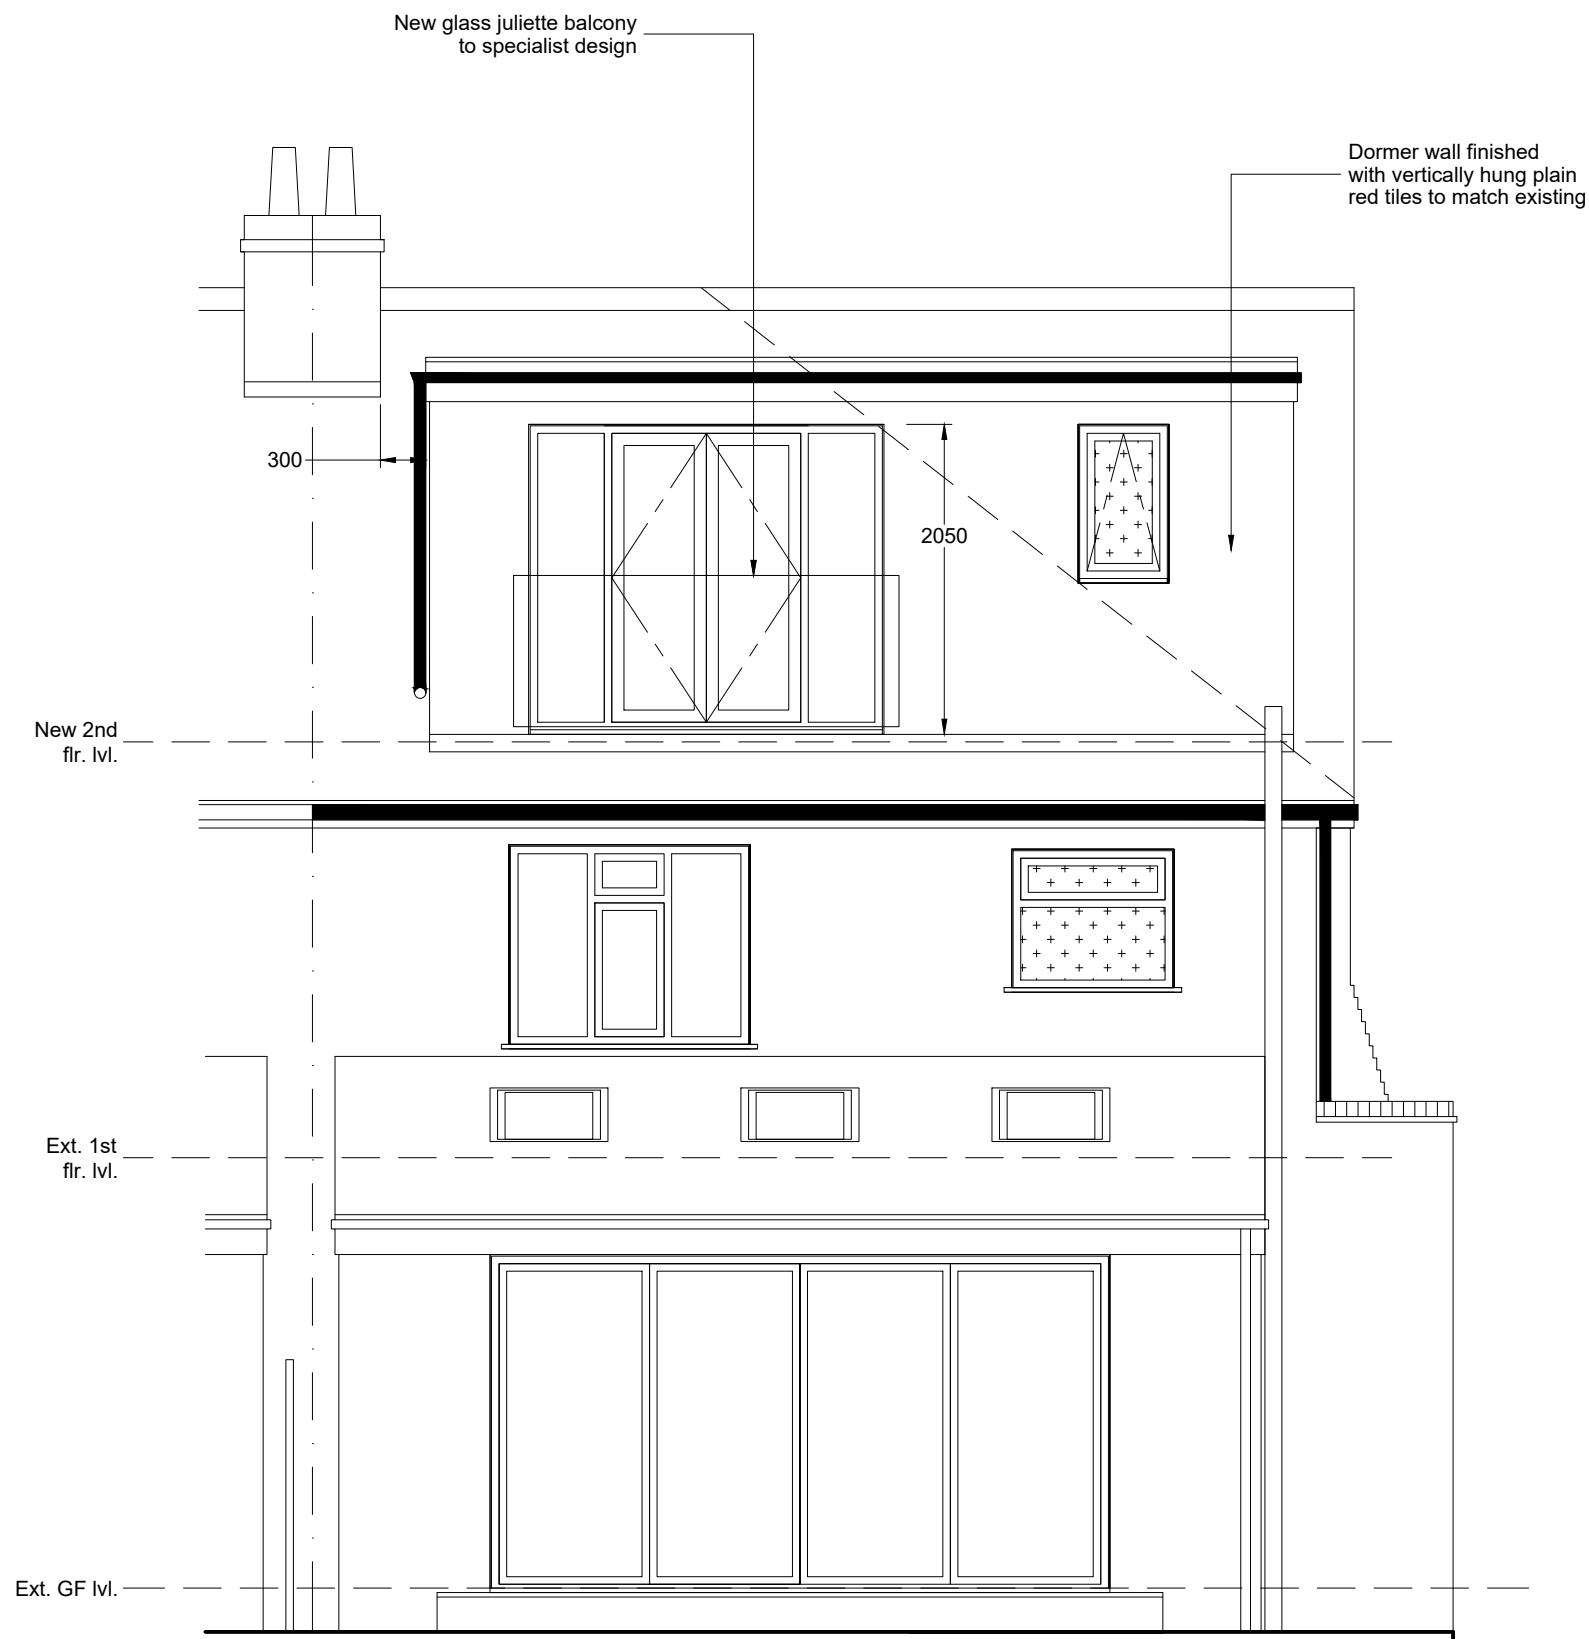 New glass juliette balcony
to specialist design
Dormer wall finished
with vertically hung plain
red tiles to match existing
300
2050
New 2nd
flr. lvl.
Ext. 1st
flr. lvl.
Ext. GF lvl.